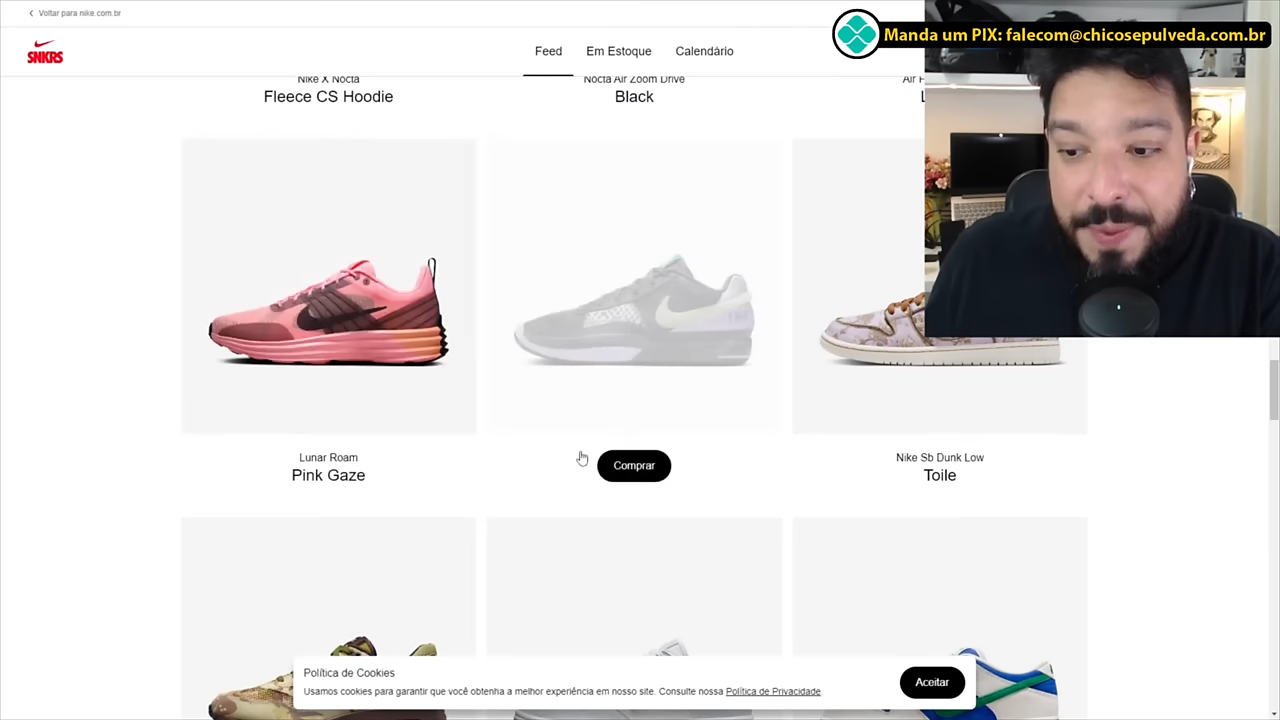 Voltar para nike.com.br
Manda um PIX: falecom@chicosepulveda.com.br
SNKRS
Feed
Em Estoque
Calendário
Nike X Nocta
Nocta Air Zoom Drive
Fleece CS Hoodie
Black
Lunar Roam
Comprar
Nike Sb Dunk Low
Pink Gaze
Toile
Política de Cookies
Usamos cookies para garantir que você obtenha a melhor experiência em nosso site. Consulte nossa Política de Privacidade
Aceitar